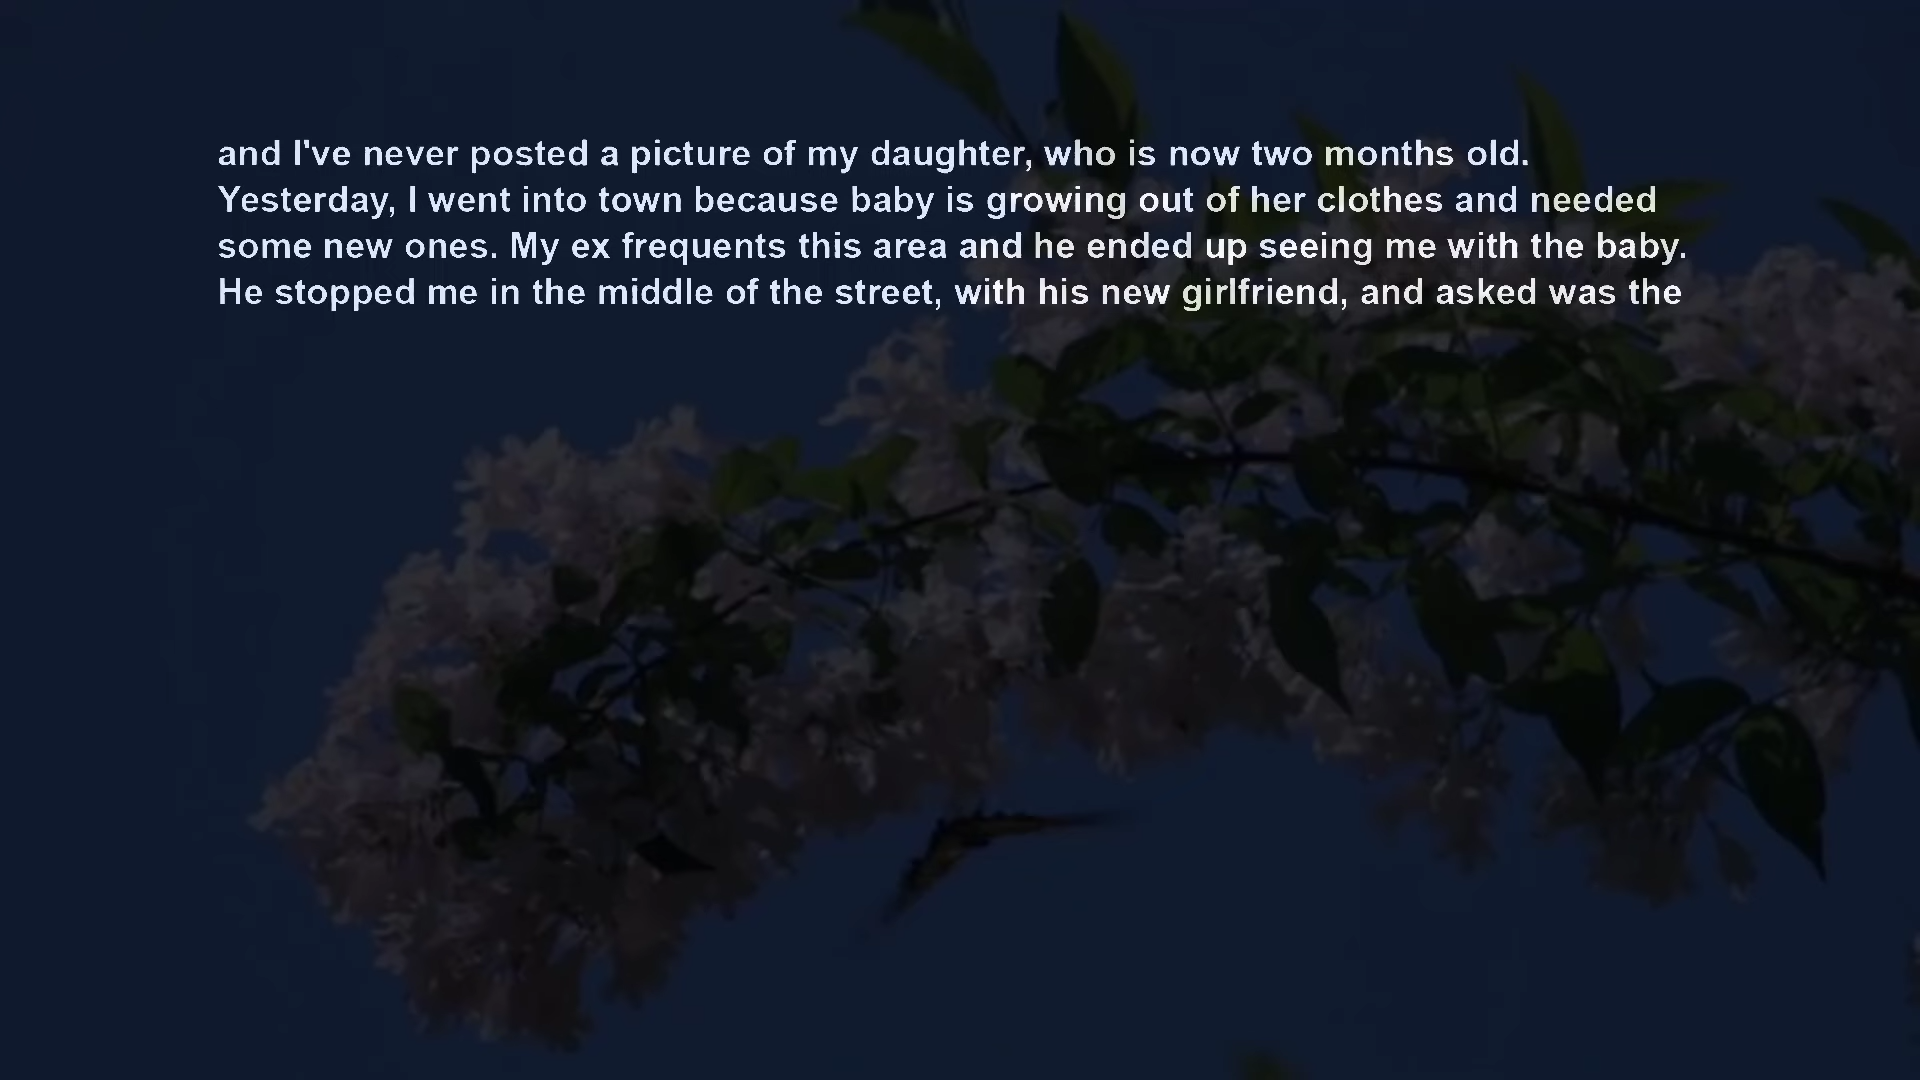 and I've never posted a picture of my daughter, who is now two months old.
Yesterday, I went into town because baby is growing out of her clothes and needed
some new ones. My ex frequents this area and he ended up seeing me with the baby.
He stopped me in the middle of the street, with his new girlfriend, and asked was the